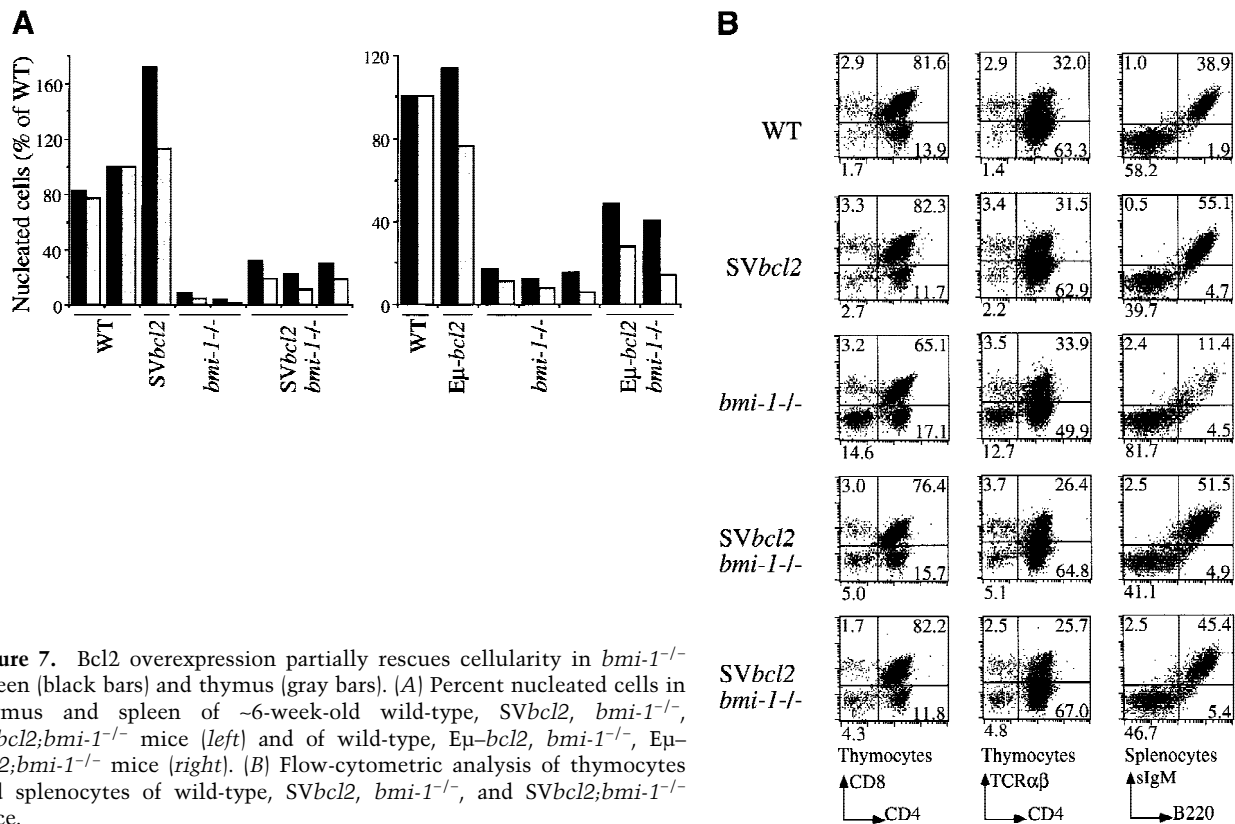 A
B
Nucleated cells (% of WT)
160
120
80
40
0
WT
SVbcl2
bmi-1-/-
SVbcl2
bmi-1-/-
120
80
40
0
WT
Eμ-bcl2
bmi-1-/-
Eμ-bcl2
bmi-1-/-
WT
2.9 81.6
13.9
1.7
2.9 32.0
63.3
1.4
1.0 38.9
1.9
58.2
SVbcl2
3.3 82.3
11.7
2.7
3.4 31.5
62.9
2.2
0.5 55.1
4.7
39.7
bmi-1-/-
3.2 65.1
17.1
14.6
3.5 33.9
49.9
12.7
2.4 11.4
4.5
81.7
SVbcl2
bmi-1-/-
3.0 76.4
15.7
5.0
3.7 26.4
64.8
5.1
2.5 51.5
4.9
41.1
SVbcl2
bmi-1-/-
1.7 82.2
11.8
4.3
2.5 25.7
67.0
4.8
2.5 45.4
5.4
46.7
Thymocytes
CD8
CD4
Thymocytes
TCRαβ
CD4
Splenocytes
sIgM
B220
ure 7. Bcl2 overexpression partially rescues cellularity in bmi-1−/−
een (black bars) and thymus (gray bars). (A) Percent nucleated cells in
mus and spleen of ~6-week-old wild-type, SVbcl2, bmi-1−/−,
bcl2;bmi-1−/− mice (left) and of wild-type, Eμ–bcl2, bmi-1−/−, Eμ–
2;bmi-1−/− mice (right). (B) Flow-cytometric analysis of thymocytes
d splenocytes of wild-type, SVbcl2, bmi-1−/−, and SVbcl2;bmi-1−/−
ce.